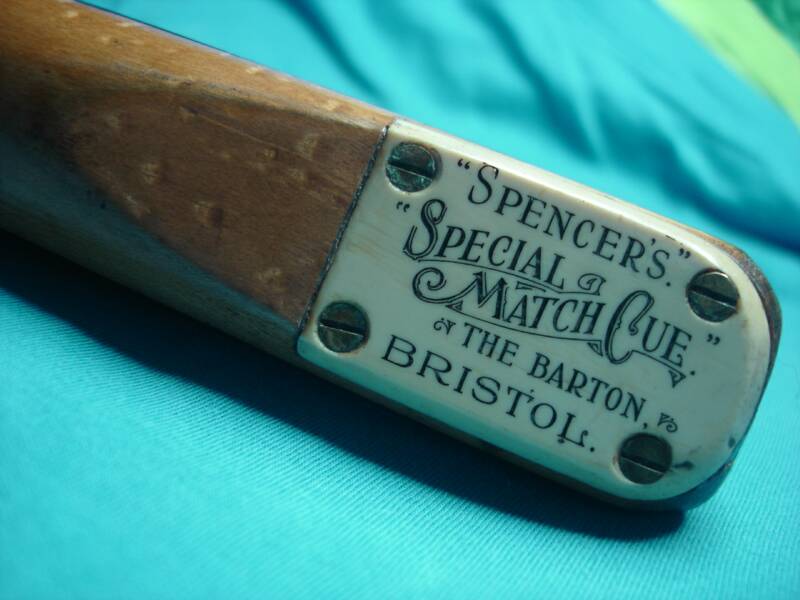 "SPENCER'S."
"SPECIAL
MATCH CUE."
THE BARTON,
BRISTOL.